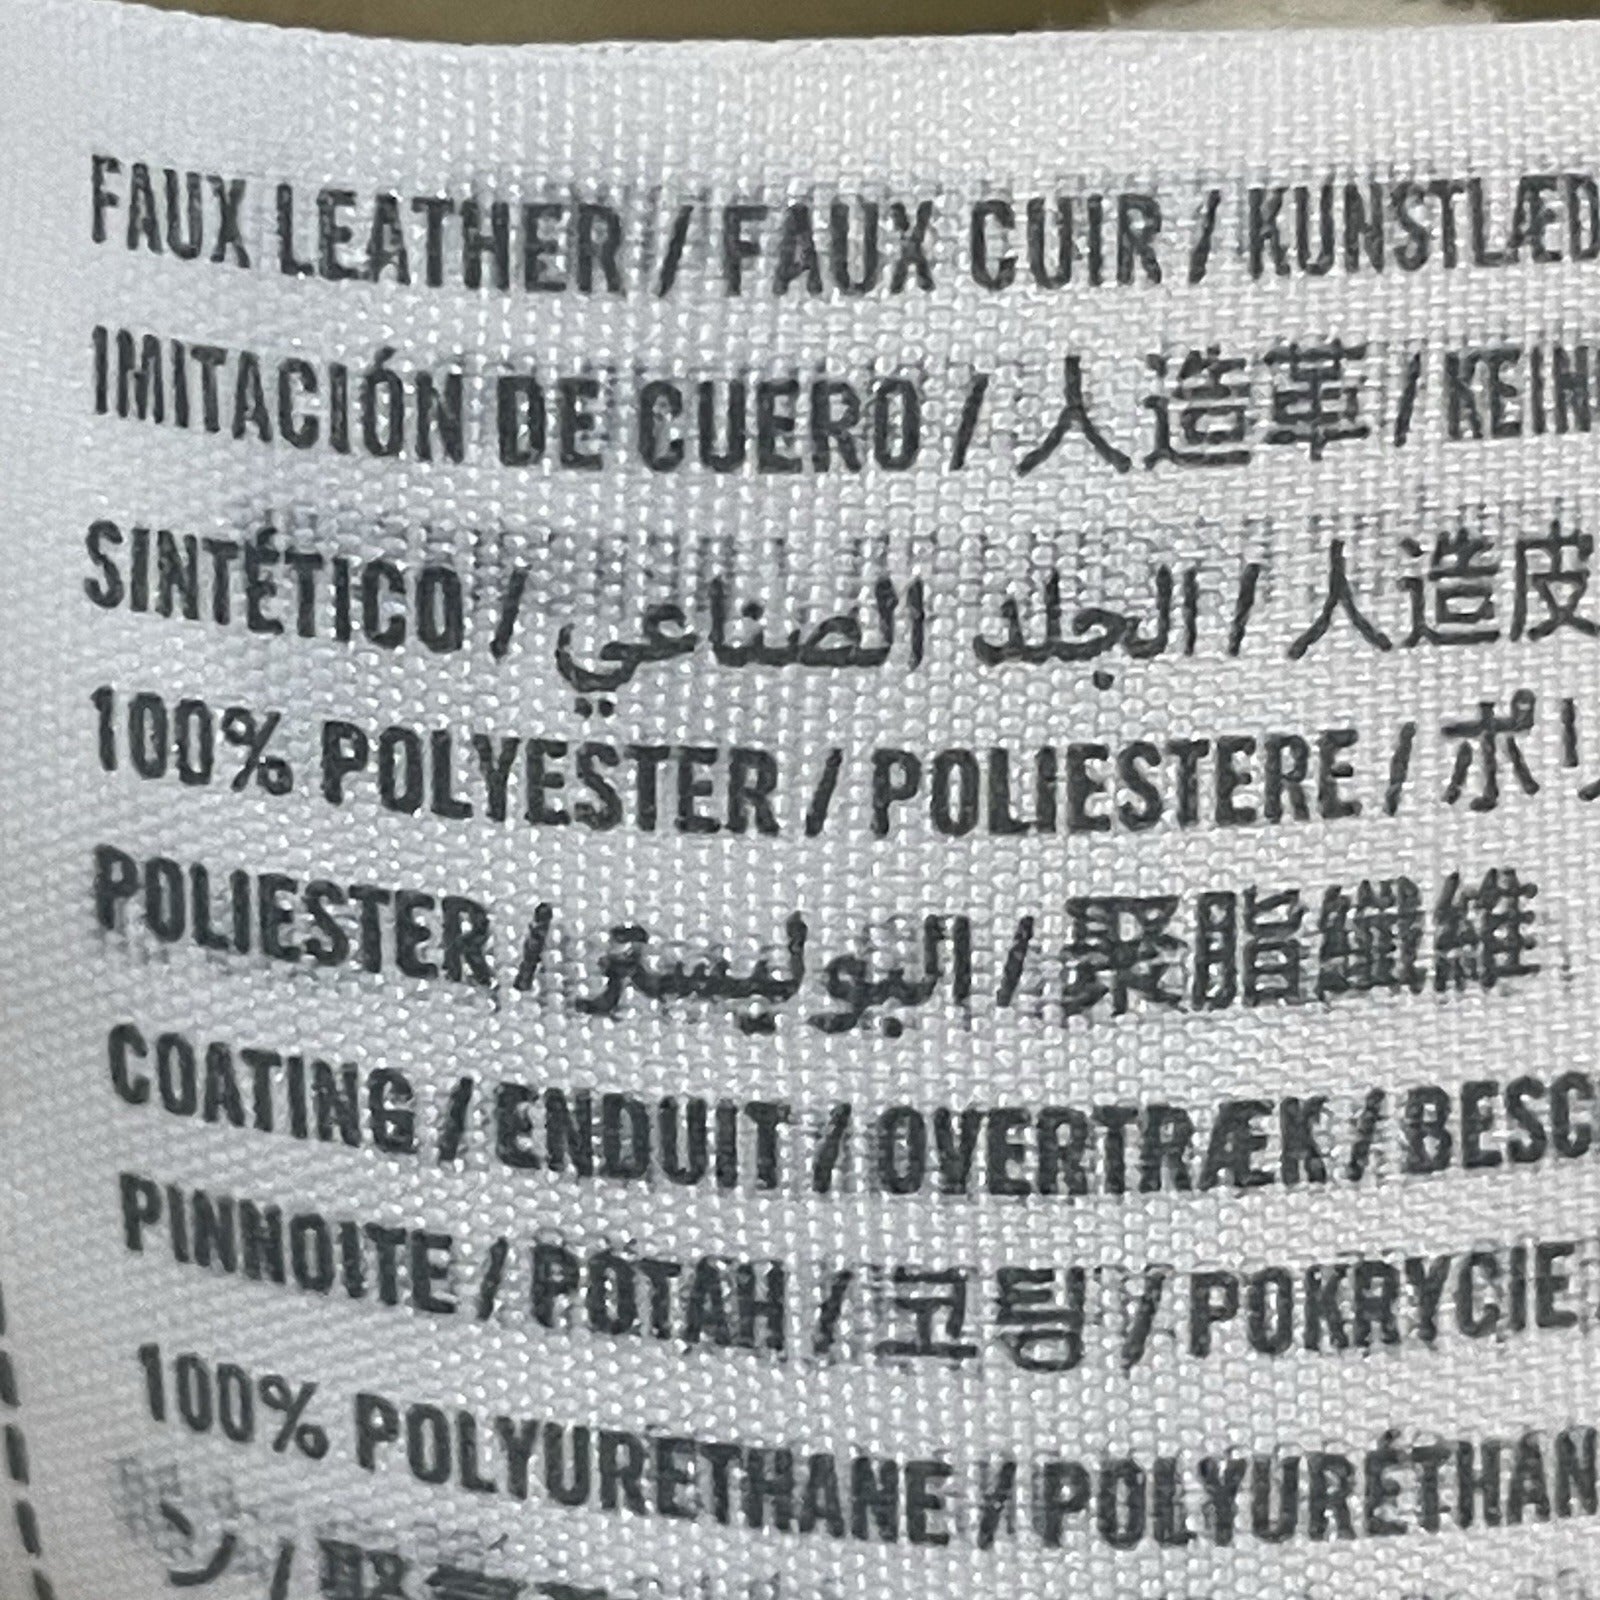 FAUX LEATHER / FAUX CUIR / KUNSTLÆD
IMITACIÓN DE CUERO / 人造革 / KEIN
SINTÉTICO / الجلد الصناعي / 人造皮
100% POLYESTER / POLIESTERE / ポリ
POLIESTER / البوليستر / 聚脂纖維
COATING / ENDUIT / OVERTRÆK / BESC
PINNOITE / POTAH / 코팅 / POKRYCIE
100% POLYURETHANE / POLYURÉTHAN
ン /